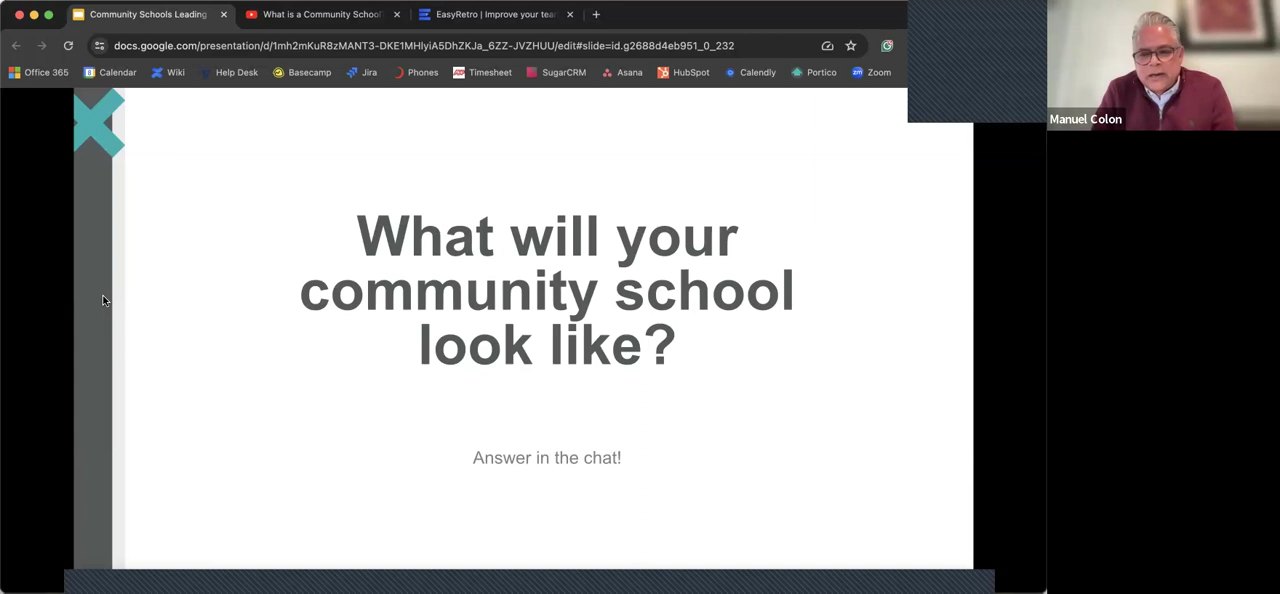 Community Schools Leading
What is a Community School
EasyRetro | Improve your tea
docs.google.com/presentation/d/1mh2mKuR8zMANT3-DKE1MHlyiA5DhZKJa_6ZZ-JVZHUU/edit#slide=id.g2688d4eb951_0_232
Office 365 Calendar Wiki Help Desk Basecamp Jira Phones Timesheet SugarCRM Asana HubSpot Calendly Portico zm Zoom
Manuel Colon
What will your
community school
look like?
Answer in the chat!